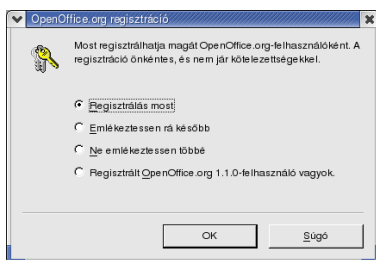 OpenOffice.org regisztráció
Most regisztrálhatja magát OpenOffice.org-felhasználóként. A
regisztráció önkéntes, és nem jár kötelezettségekkel.
Regisztrálás most
Emlékeztessen rá később
Ne emlékeztessen többé
Regisztrált OpenOffice.org 1.1.0-felhasználó vagyok.
OK
Súgó